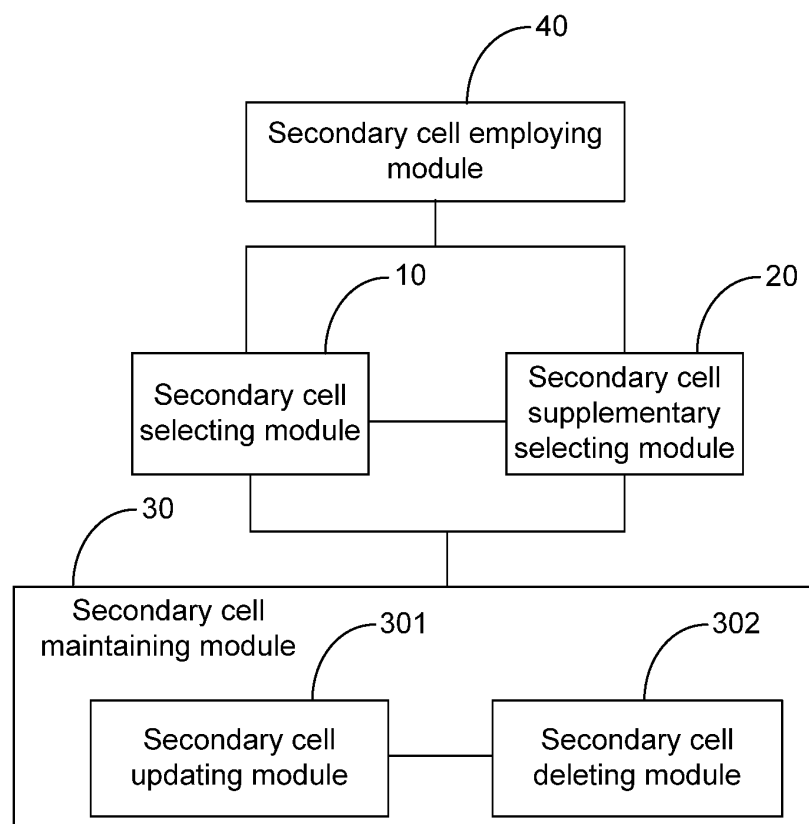 40
Secondary cell employing
module
10
20
Secondary cell
selecting module
Secondary cell
supplementary
selecting module
30
Secondary cell
maintaining module
301
302
Secondary cell
updating module
Secondary cell
deleting module